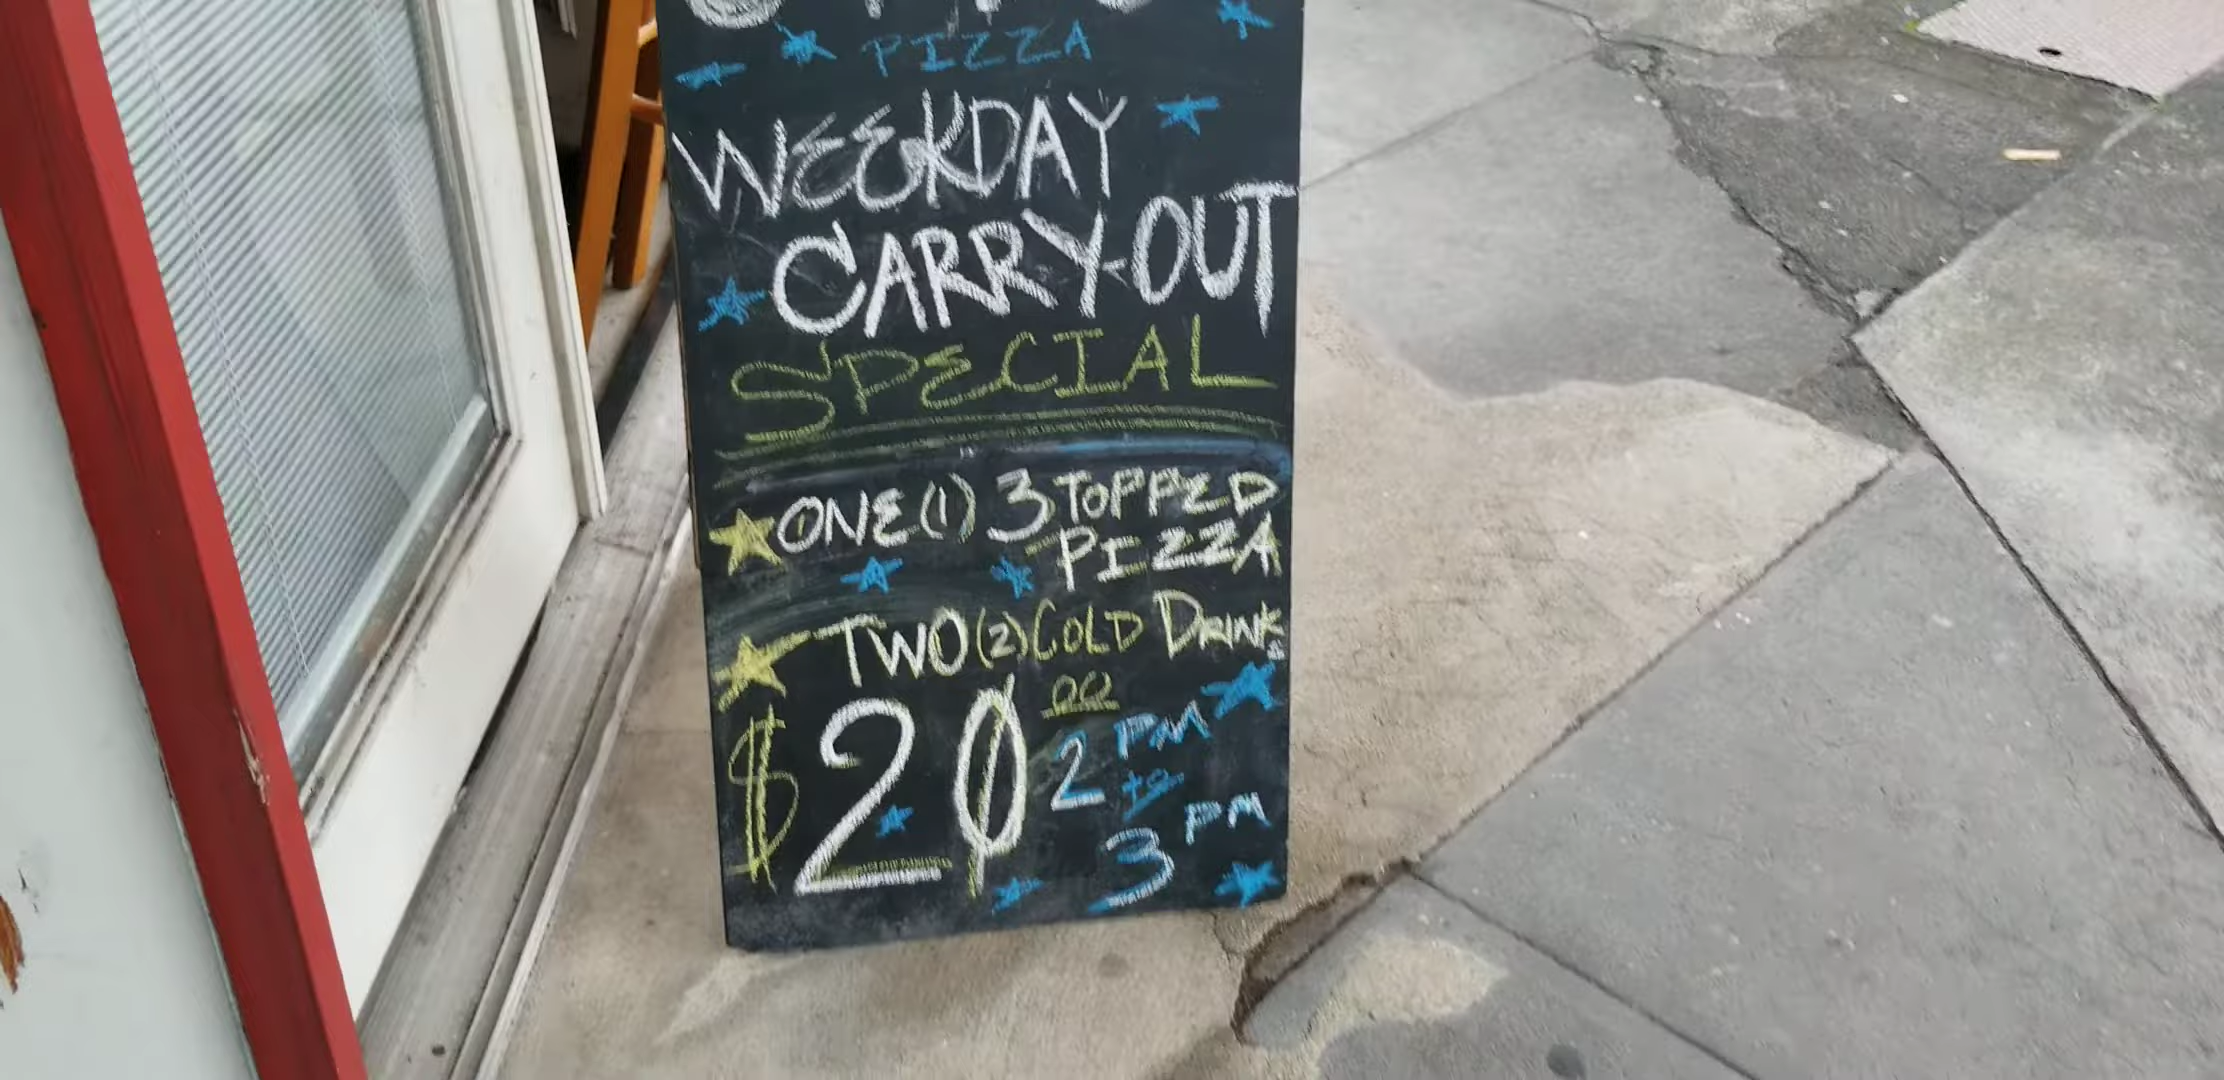 PIZZA
WEEKDAY
CARRY-OUT
SPECIAL
ONE (1) 3 TOPPED
PIZZA
TWO (2) COLD DRINKS
$20 00
2 PM
to
3 PM